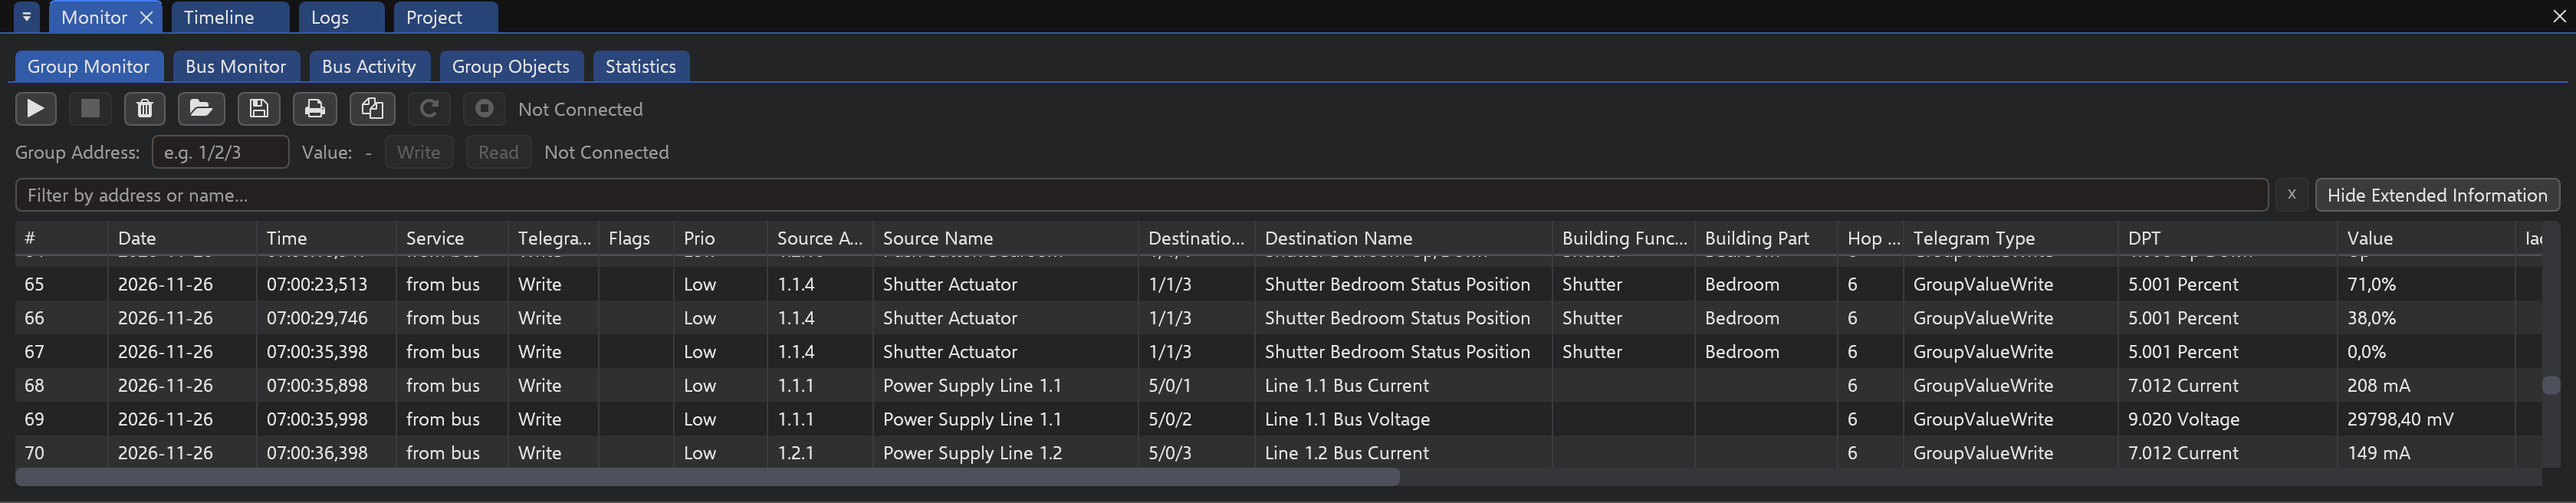 Monitor Timeline Logs Project
Group Monitor Bus Monitor Bus Activity Group Objects Statistics
Not Connected
Group Address: e.g. 1/2/3 Value: - Write Read Not Connected
Filter by address or name... x Hide Extended Information
# Date Time Service Telegra... Flags Prio Source A... Source Name Destinatio... Destination Name Building Func... Building Part Hop ... Telegram Type DPT Value
65 2026-11-26 07:00:23,513 from bus Write Low 1.1.4 Shutter Actuator 1/1/3 Shutter Bedroom Status Position Shutter Bedroom 6 GroupValueWrite 5.001 Percent 71,0%
66 2026-11-26 07:00:29,746 from bus Write Low 1.1.4 Shutter Actuator 1/1/3 Shutter Bedroom Status Position Shutter Bedroom 6 GroupValueWrite 5.001 Percent 38,0%
67 2026-11-26 07:00:35,398 from bus Write Low 1.1.4 Shutter Actuator 1/1/3 Shutter Bedroom Status Position Shutter Bedroom 6 GroupValueWrite 5.001 Percent 0,0%
68 2026-11-26 07:00:35,898 from bus Write Low 1.1.1 Power Supply Line 1.1 5/0/1 Line 1.1 Bus Current 6 GroupValueWrite 7.012 Current 208 mA
69 2026-11-26 07:00:35,998 from bus Write Low 1.1.1 Power Supply Line 1.1 5/0/2 Line 1.1 Bus Voltage 6 GroupValueWrite 9.020 Voltage 29798,40 mV
70 2026-11-26 07:00:36,398 from bus Write Low 1.2.1 Power Supply Line 1.2 5/0/3 Line 1.2 Bus Current 6 GroupValueWrite 7.012 Current 149 mA